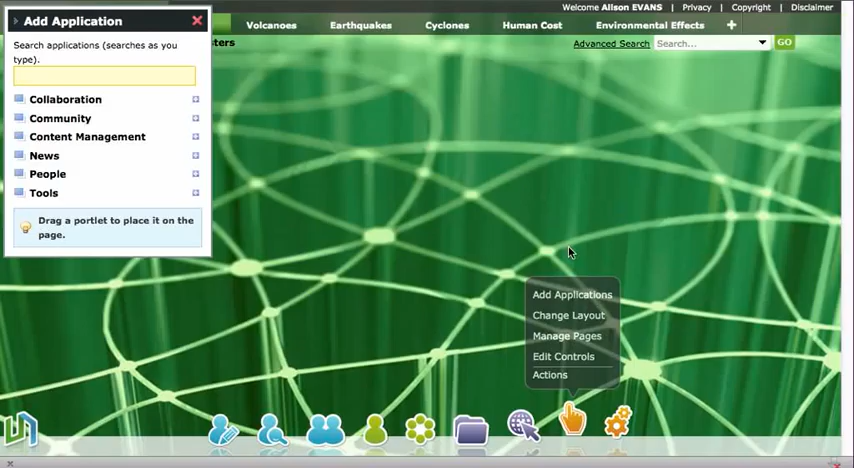 Welcome Alison EVANS | Privacy | Copyright | Disclaimer
Add Application
Volcanoes Earthquakes Cyclones Human Cost Environmental Effects
Advanced Search Search... GO
Search applications (searches as you
type).
Collaboration
Community
Content Management
News
People
Tools
Drag a portlet to place it on the
page.
Add Applications
Change Layout
Manage Pages
Edit Controls
Actions